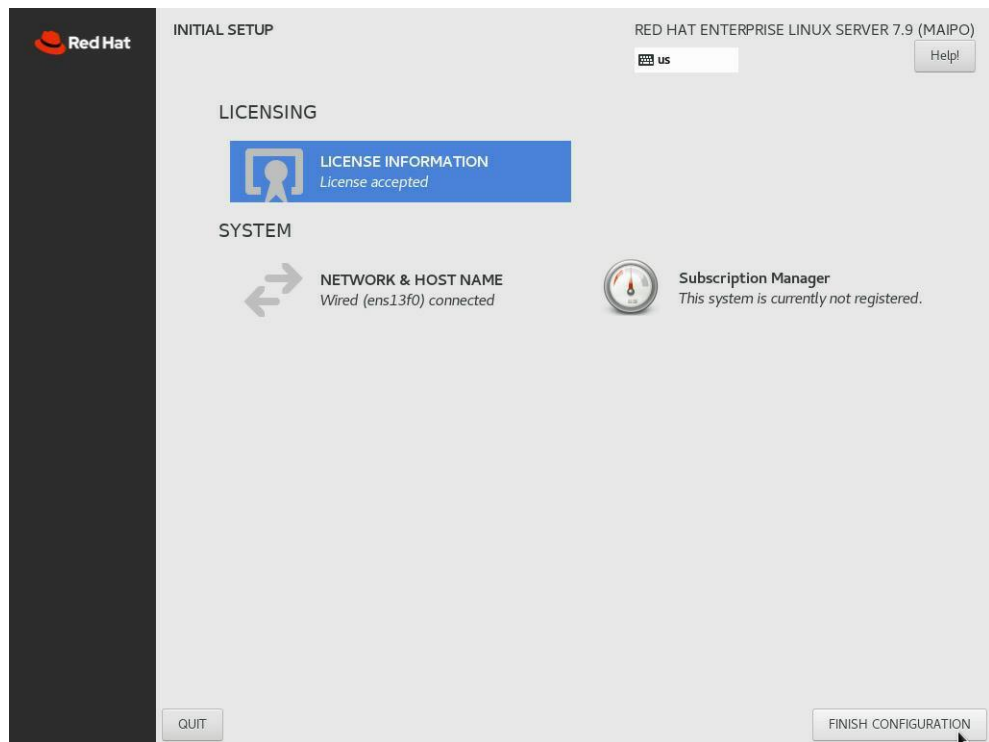 Red Hat
INITIAL SETUP
RED HAT ENTERPRISE LINUX SERVER 7.9 (MAIPO)
us
Help!
LICENSING
LICENSE INFORMATION
License accepted
SYSTEM
NETWORK & HOST NAME
Wired (ens13f0) connected
Subscription Manager
This system is currently not registered.
QUIT
FINISH CONFIGURATION